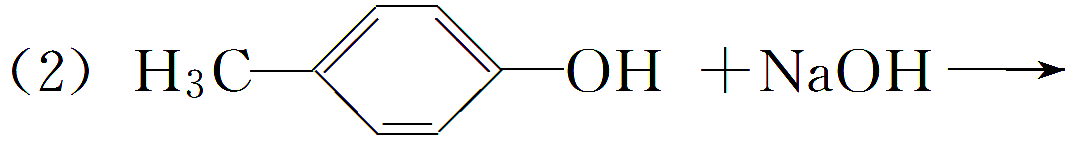 (2) H₃C—OH +NaOH⟶